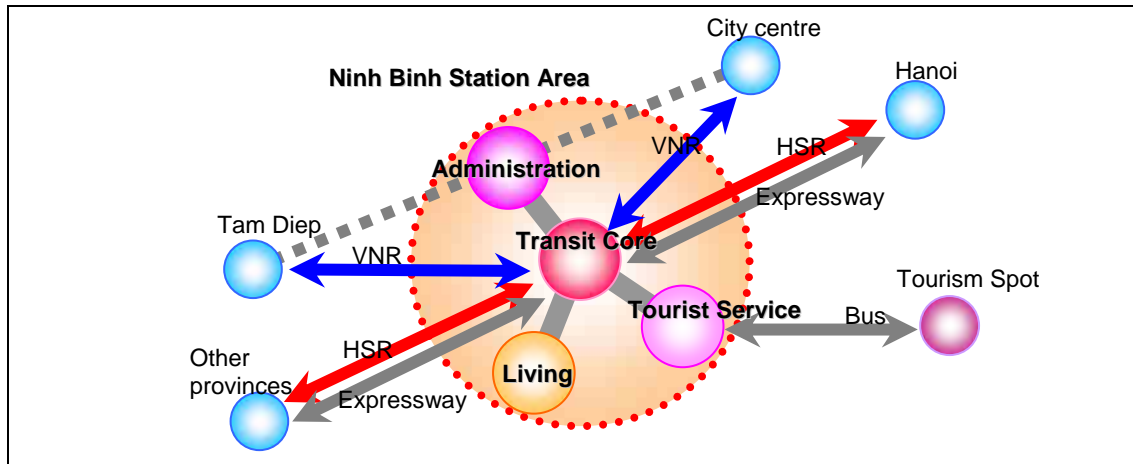 City centre
Ninh Binh Station Area
Hanoi
VNR
HSR
Administration
Expressway
Tam Diep
Transit Core
VNR
Tourism Spot
Tourist Service
Bus
HSR
Other
provinces
Living
Expressway